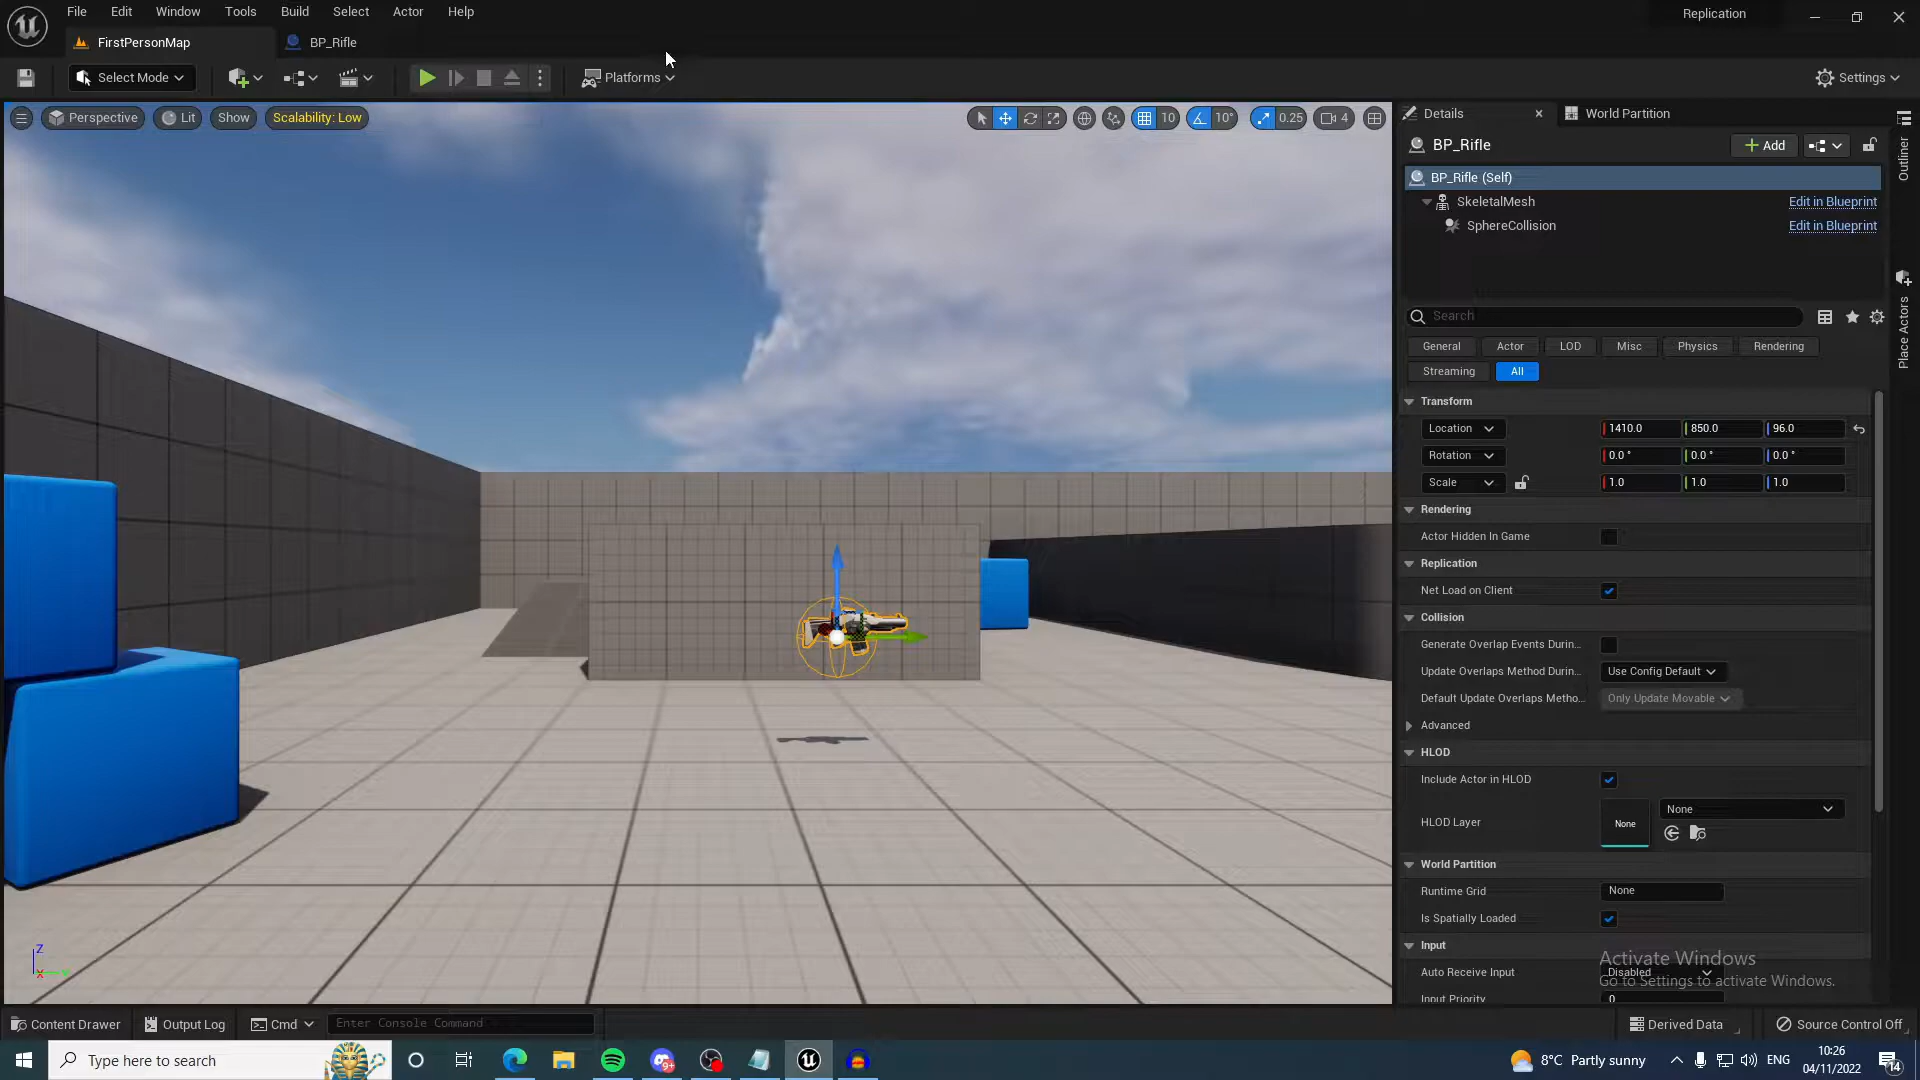 File Edit Window Tools Build Select Actor Help
Replication
FirstPersonMap
BP_Rifle
Select Mode
Platforms
Settings
Perspective
Lit
Show
Scalability: Low
10
10°
0.25
4
Details
World Partition
Outliner
Place Actors
BP_Rifle
Add
BP_Rifle (Self)
SkeletalMesh
Edit in Blueprint
SphereCollision
Edit in Blueprint
Search
General Actor LOD Misc Physics Rendering
Streaming All
Transform
Location 1410.0 850.0 96.0
Rotation 0.0 ° 0.0 ° 0.0 °
Scale 1.0 1.0 1.0
Rendering
Actor Hidden In Game
Replication
Net Load on Client
Collision
Generate Overlap Events Durin...
Update Overlaps Method Durin... Use Config Default
Default Update Overlaps Metho... Only Update Movable
Advanced
HLOD
Include Actor in HLOD
HLOD Layer None None
World Partition
Runtime Grid None
Is Spatially Loaded
Input
Auto Receive Input Disabled
Input Priority 0
Activate Windows
Go to Settings to activate Windows.
Z
X
Y
Content Drawer Output Log Cmd Enter Console Command
Derived Data Source Control Off
Type here to search
9+
8°C Partly sunny
ENG
10:26
04/11/2022
14